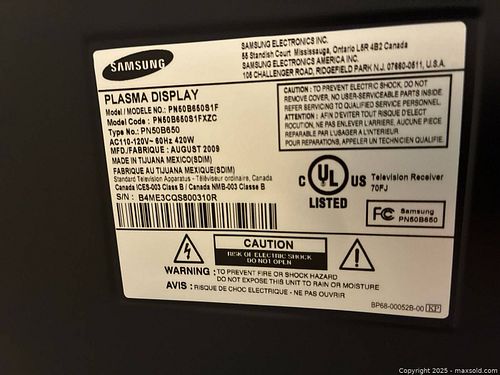 SAMSUNG
SAMSUNG ELECTRONICS INC.
55 Standish Court Mississauga, Ontario L5R 4B2 Canada
SAMSUNG ELECTRONICS AMERICA INC.
105 CHALLENGER ROAD, RIDGEFIELD PARK N.J. 07660-0511, U.S.A.
PLASMA DISPLAY
Model / MODELE NO.: PN50B650S1F
Model Code : PN50B650S1FXZC
Type No.: PN50B650
AC110-120V~ 60Hz 420W
MFD/FABRIQUE : AUGUST 2009
MADE IN TIJUANA MEXICO(SDIM)
FABRIQUE AU TIJUANA MEXICO(SDIM)
Standard Television Apparatus - Téléviseur ordinaire, Canada
Canada ICES-003 Class B / Canada NMB-003 Classe B
S/N : B4ME3CQS800310R
CAUTION : TO PREVENT ELECTRIC SHOCK, DO NOT
REMOVE COVER, NO USER-SERVICEABLE PARTS INSIDE.
REFER SERVICING TO QUALIFIED SERVICE PERSONNEL.
ATTENTION : AFIN D'EVITER TOUT RISQUE D'ELECT
ROCUTION, NE PAS ENLEVER L'ARRIERE, AUCUNE PIECE
REPARABLE PAR L'USAGER A L'INTERIEUR
POUR REPARATIONS, APPELER UN TECHNICIEN QUALIFIE.
C UL US
LISTED
Television Receiver
70FJ
FC Samsung
PN50B650
CAUTION
RISK OF ELECTRIC SHOCK
DO NOT OPEN
WARNING : TO PREVENT FIRE OR SHOCK HAZARD
DO NOT EXPOSE THIS UNIT TO RAIN OR MOISTURE
AVIS : RISQUE DE CHOC ELECTRIQUE - NE PAS OUVRIR
BP68-00052B-00 KP
Copyright © 2025 - maxsold.com